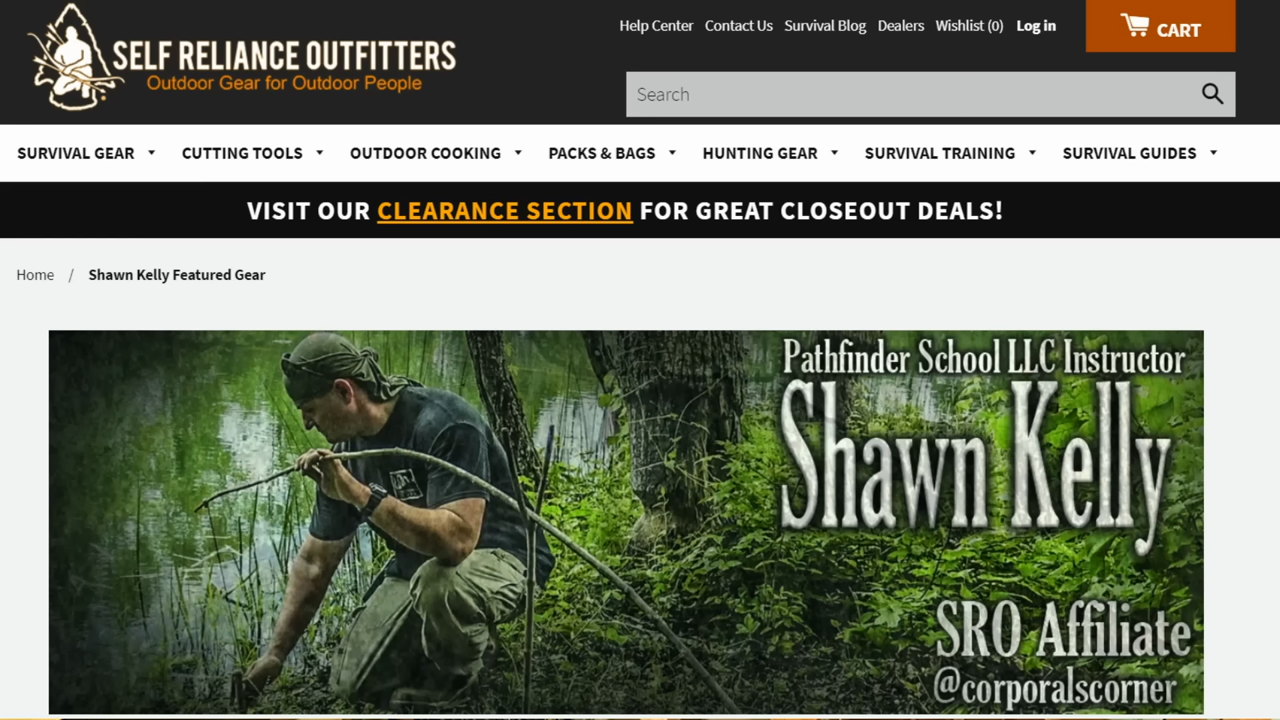 SELF RELIANCE OUTFITTERS
Outdoor Gear for Outdoor People
Help Center Contact Us Survival Blog Dealers Wishlist (0) Log in
CART
Search
SURVIVAL GEAR CUTTING TOOLS OUTDOOR COOKING PACKS & BAGS HUNTING GEAR SURVIVAL TRAINING SURVIVAL GUIDES
VISIT OUR CLEARANCE SECTION FOR GREAT CLOSEOUT DEALS!
Home / Shawn Kelly Featured Gear
Pathfinder School LLC Instructor
Shawn Kelly
SRO Affiliate
@corporalscorner